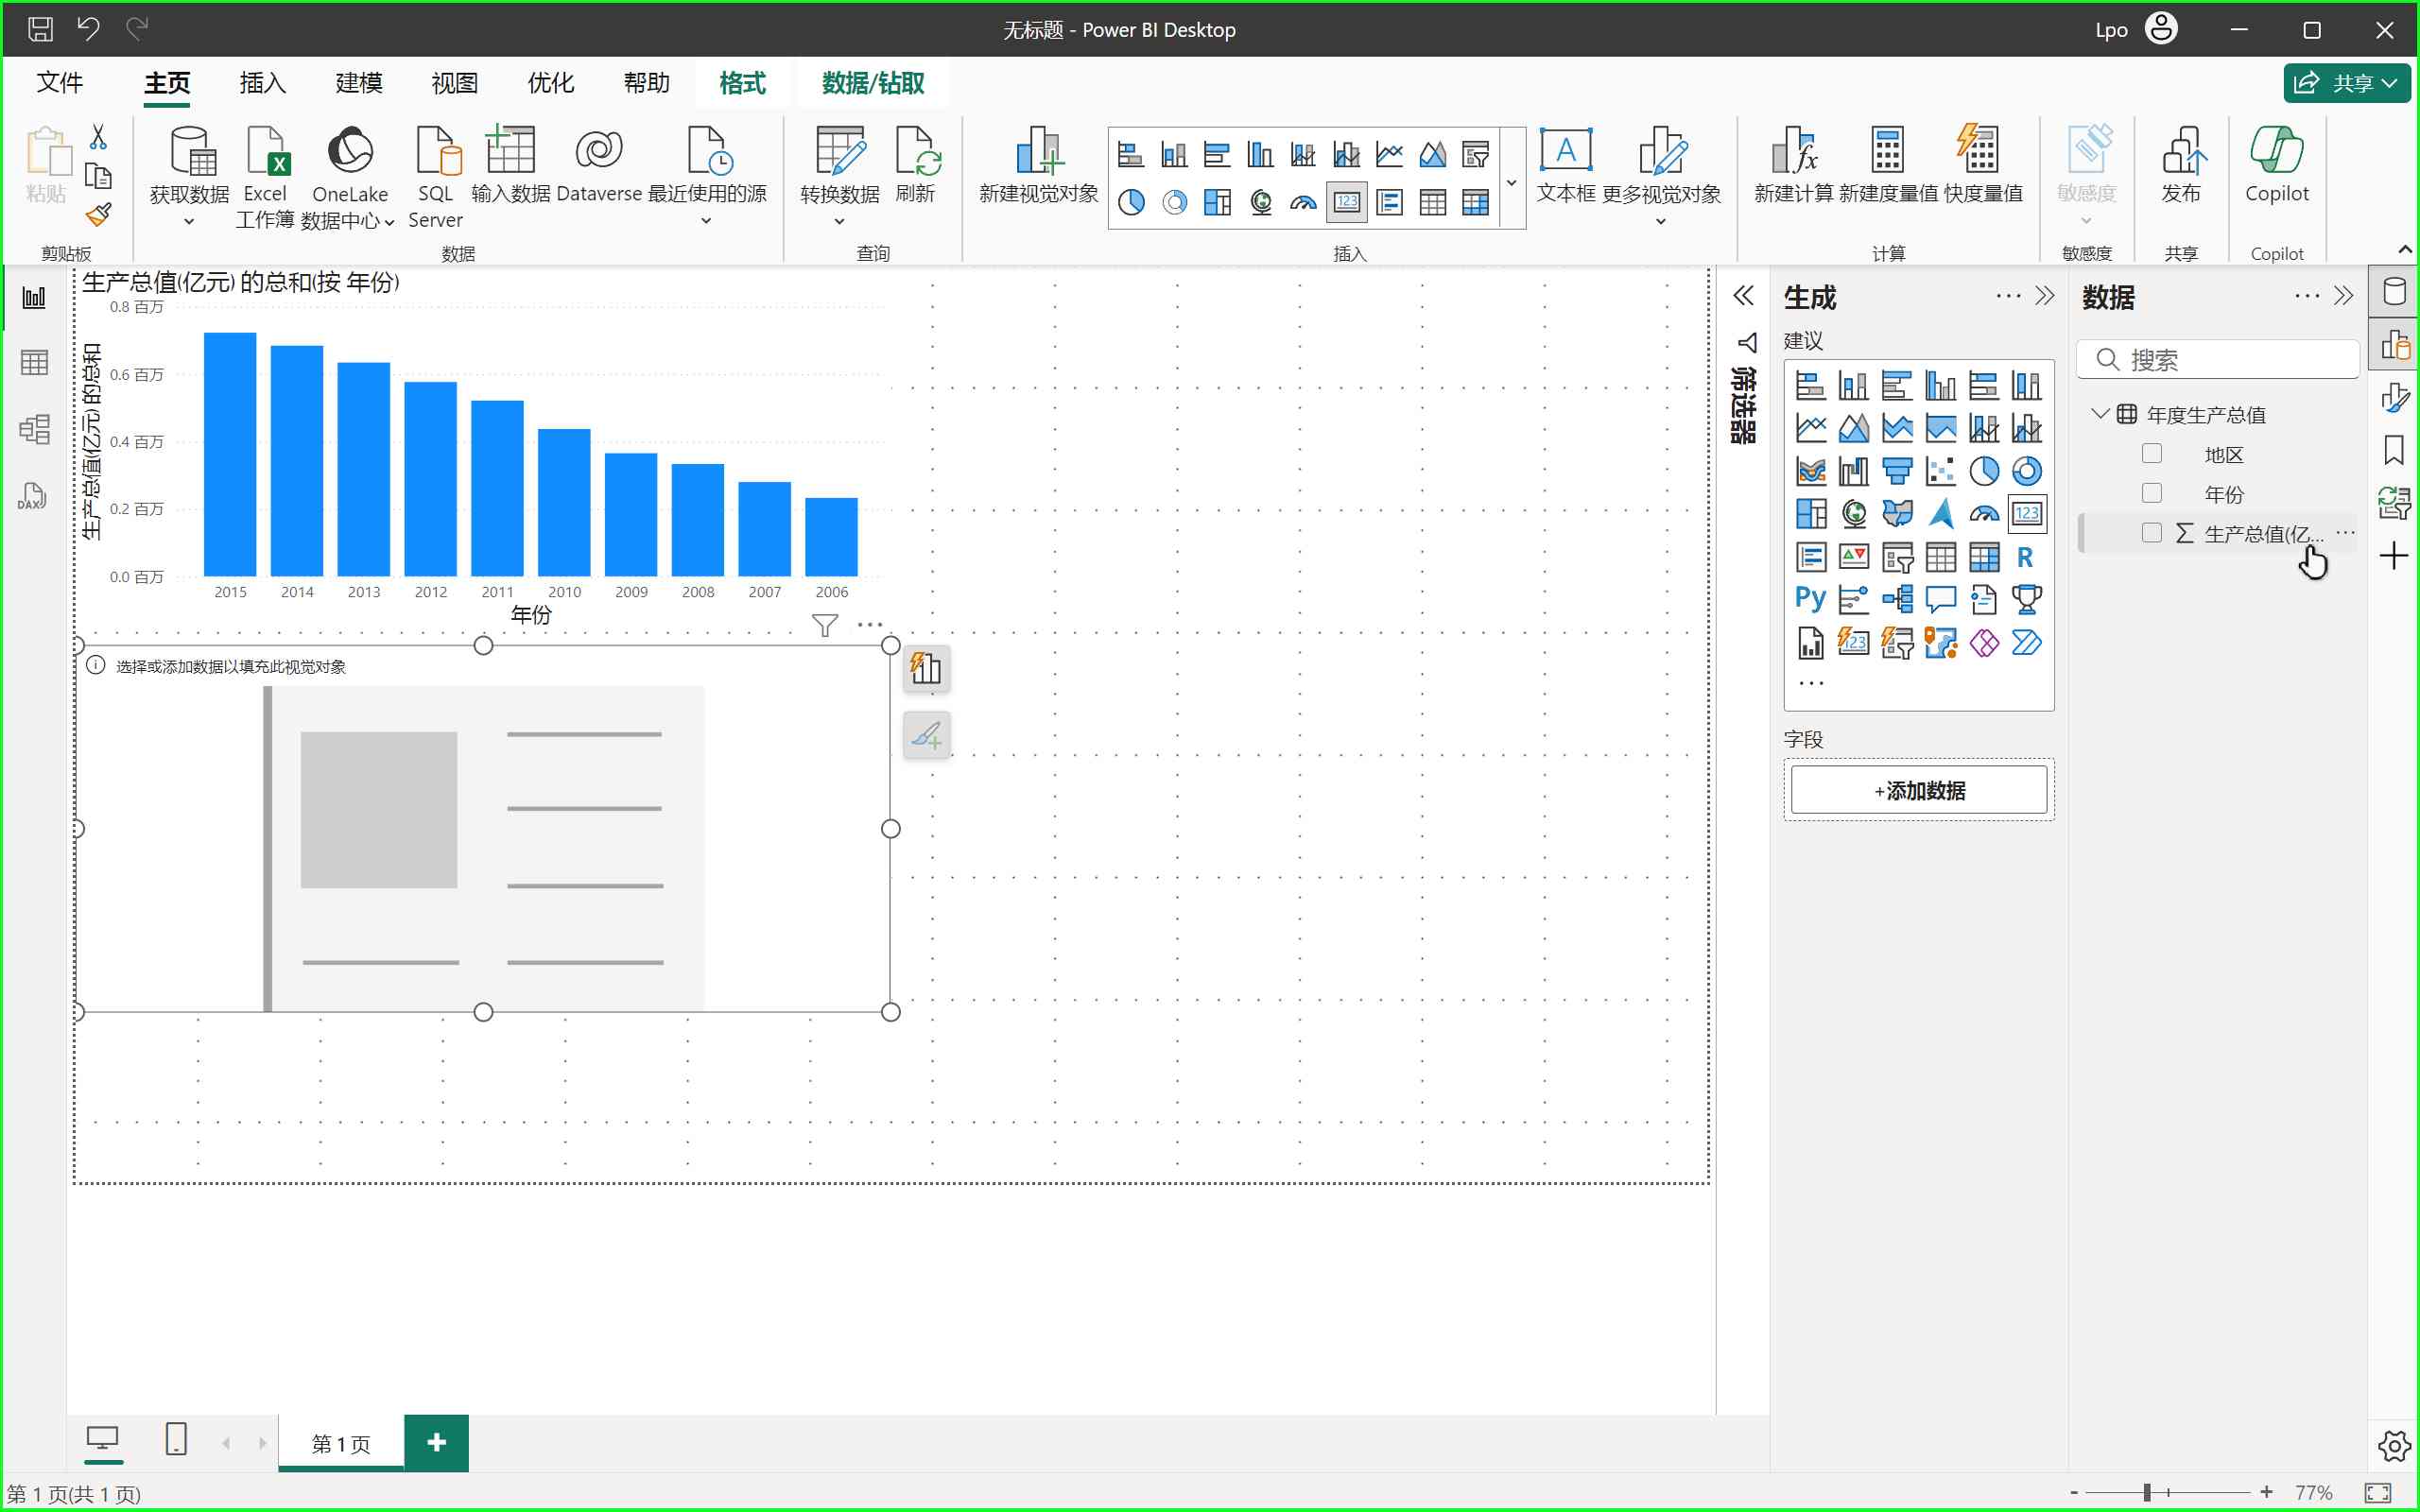 无标题 - Power BI Desktop
Lpo
文件 主页 插入 建模 视图 优化 帮助 格式 数据/钻取
共享
粘贴
获取数据
Excel
工作簿
OneLake
数据中心
SQL
Server
输入数据
Dataverse
最近使用的源
转换数据
刷新
新建视觉对象
文本框
更多视觉对象
新建计算
新建度量值
快度量值
敏感度
发布
Copilot
剪贴板
数据
查询
插入
计算
敏感度
共享
Copilot
生产总值(亿元) 的总和(按 年份)
生产总值(亿元) 的总和
0.8 百万
0.6 百万
0.4 百万
0.2 百万
0.0 百万
2015 2014 2013 2012 2011 2010 2009 2008 2007 2006
年份
选择或添加数据以填充此视觉对象
筛选器
生成
建议
123
R
Py
123
字段
+添加数据
数据
搜索
年度生产总值
地区
年份
生产总值(亿...
DAX
第 1 页
第 1 页(共 1 页)
- + 77%